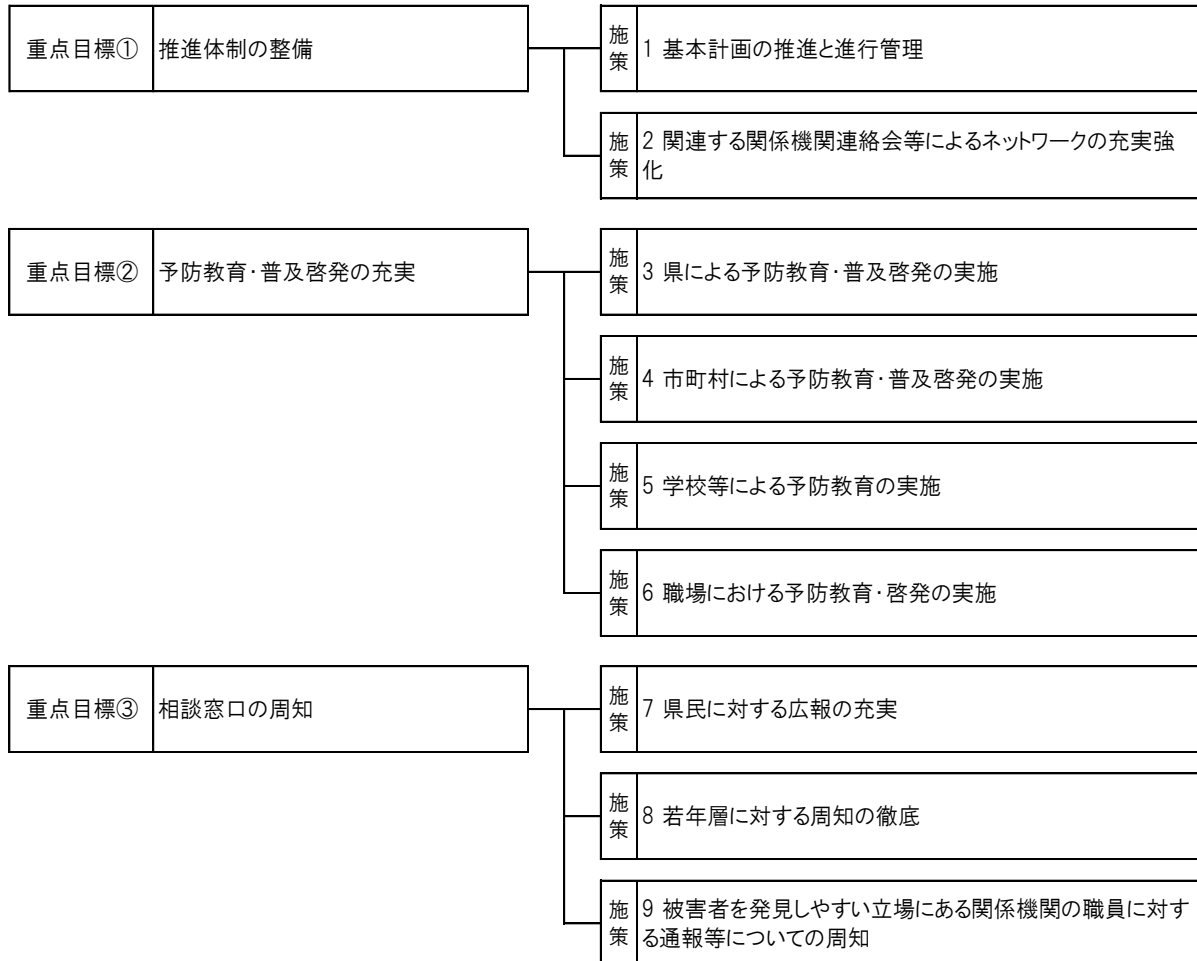 重点目標① 推進体制の整備
施策 1 基本計画の推進と進行管理
施策 2 関連する関係機関連絡会等によるネットワークの充実強
化
重点目標② 予防教育・普及啓発の充実
施策 3 県による予防教育・普及啓発の実施
施策 4 市町村による予防教育・普及啓発の実施
施策 5 学校等による予防教育の実施
施策 6 職場における予防教育・啓発の実施
重点目標③ 相談窓口の周知
施策 7 県民に対する広報の充実
施策 8 若年層に対する周知の徹底
施策 9 被害者を発見しやすい立場にある関係機関の職員に対す
る通報等についての周知